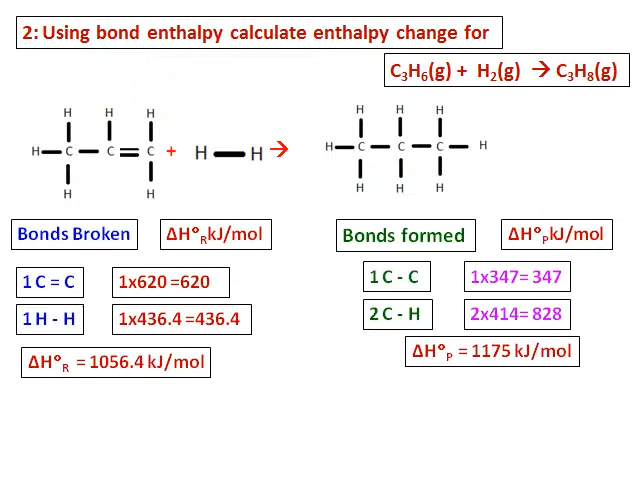 2: Using bond enthalpy calculate enthalpy change for
C₃H₆(g) + H₂(g) → C₃H₈(g)
H H H H H H
H C C C + H H → H C C C H
H H H H H
Bonds Broken ΔH°RkJ/mol Bonds formed ΔH°PkJ/mol
1 C = C 1x620 =620 1 C - C 1x347= 347
1 H - H 1x436.4 =436.4 2 C - H 2x414= 828
ΔH°R = 1056.4 kJ/mol ΔH°P = 1175 kJ/mol